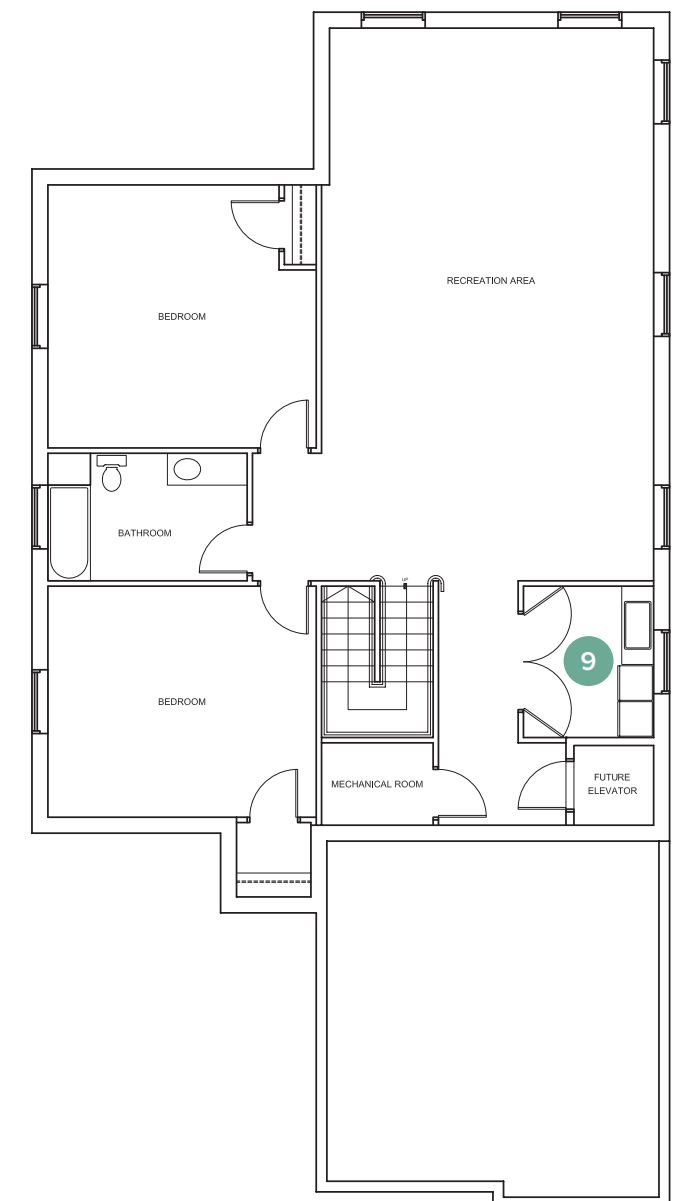 RECREATION AREA
BEDROOM
BATHROOM
UP
9
BEDROOM
MECHANICAL ROOM
FUTURE
ELEVATOR